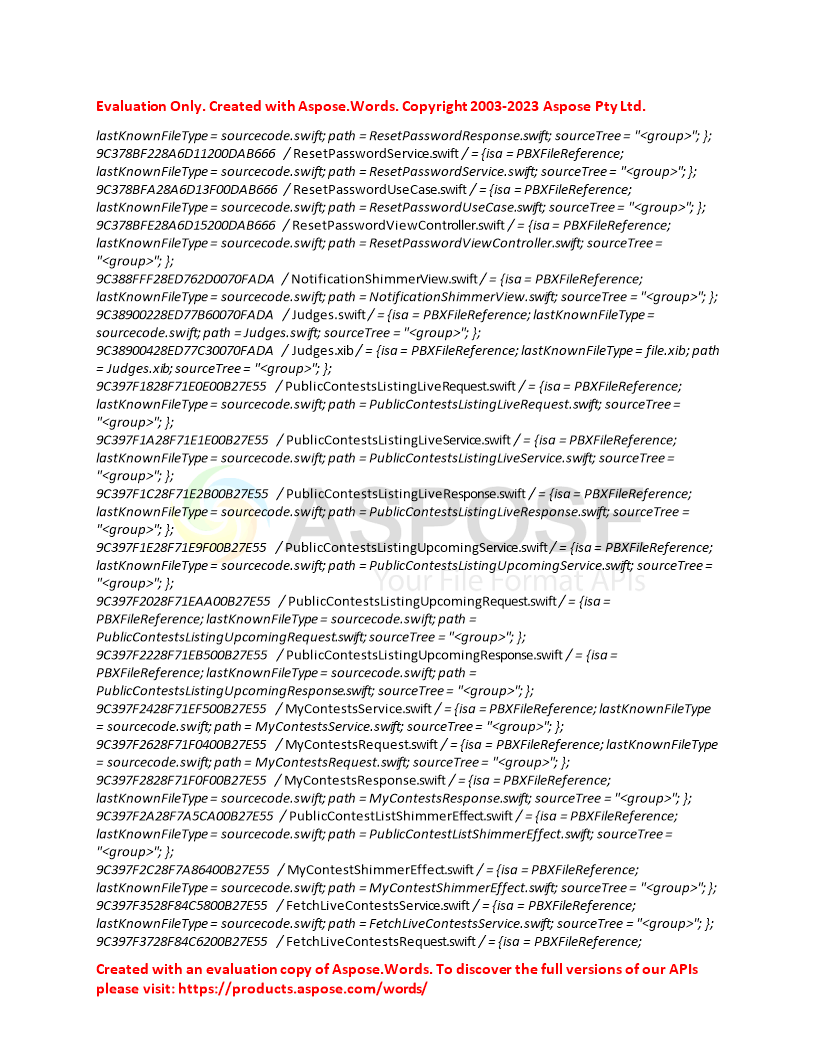 Evaluation Only. Created with Aspose.Words. Copyright 2003-2023 Aspose Pty Ltd.
lastKnownFileType = sourcecode.swift; path = ResetPasswordResponse.swift; sourceTree = "<group>"; };
9C378BF228A6D11200DAB666 / ResetPasswordService.swift / = {isa = PBXFileReference;
lastKnownFileType = sourcecode.swift; path = ResetPasswordService.swift; sourceTree = "<group>"; };
9C378BFA28A6D13F00DAB666 / ResetPasswordUseCase.swift / = {isa = PBXFileReference;
lastKnownFileType = sourcecode.swift; path = ResetPasswordUseCase.swift; sourceTree = "<group>"; };
9C378BFE28A6D15200DAB666 / ResetPasswordViewController.swift / = {isa = PBXFileReference;
lastKnownFileType = sourcecode.swift; path = ResetPasswordViewController.swift; sourceTree =
"<group>"; };
9C388FFF28ED762D0070FADA / NotificationShimmerView.swift / = {isa = PBXFileReference;
lastKnownFileType = sourcecode.swift; path = NotificationShimmerView.swift; sourceTree = "<group>"; };
9C38900228ED77B60070FADA / Judges.swift / = {isa = PBXFileReference; lastKnownFileType =
sourcecode.swift; path = Judges.swift; sourceTree = "<group>"; };
9C38900428ED77C30070FADA / Judges.xib / = {isa = PBXFileReference; lastKnownFileType = file.xib; path
= Judges.xib; sourceTree = "<group>"; };
9C397F1828F71E0E00B27E55 / PublicContestsListingLiveRequest.swift / = {isa = PBXFileReference;
lastKnownFileType = sourcecode.swift; path = PublicContestsListingLiveRequest.swift; sourceTree =
"<group>"; };
9C397F1A28F71E1E00B27E55 / PublicContestsListingLiveService.swift / = {isa = PBXFileReference;
lastKnownFileType = sourcecode.swift; path = PublicContestsListingLiveService.swift; sourceTree =
"<group>"; };
9C397F1C28F71E2B00B27E55 / PublicContestsListingLiveResponse.swift / = {isa = PBXFileReference;
lastKnownFileType = sourcecode.swift; path = PublicContestsListingLiveResponse.swift; sourceTree =
"<group>"; };
9C397F1E28F71E9F00B27E55 / PublicContestsListingUpcomingService.swift / = {isa = PBXFileReference;
lastKnownFileType = sourcecode.swift; path = PublicContestsListingUpcomingService.swift; sourceTree =
"<group>"; };
9C397F2028F71EAA00B27E55 / PublicContestsListingUpcomingRequest.swift / = {isa =
PBXFileReference; lastKnownFileType = sourcecode.swift; path =
PublicContestsListingUpcomingRequest.swift; sourceTree = "<group>"; };
9C397F2228F71EB500B27E55 / PublicContestsListingUpcomingResponse.swift / = {isa =
PBXFileReference; lastKnownFileType = sourcecode.swift; path =
PublicContestsListingUpcomingResponse.swift; sourceTree = "<group>"; };
9C397F2428F71EF500B27E55 / MyContestsService.swift / = {isa = PBXFileReference; lastKnownFileType
= sourcecode.swift; path = MyContestsService.swift; sourceTree = "<group>"; };
9C397F2628F71F0400B27E55 / MyContestsRequest.swift / = {isa = PBXFileReference; lastKnownFileType
= sourcecode.swift; path = MyContestsRequest.swift; sourceTree = "<group>"; };
9C397F2828F71F0F00B27E55 / MyContestsResponse.swift / = {isa = PBXFileReference;
lastKnownFileType = sourcecode.swift; path = MyContestsResponse.swift; sourceTree = "<group>"; };
9C397F2A28F7A5CA00B27E55 / PublicContestListShimmerEffect.swift / = {isa = PBXFileReference;
lastKnownFileType = sourcecode.swift; path = PublicContestListShimmerEffect.swift; sourceTree =
"<group>"; };
9C397F2C28F7A86400B27E55 / MyContestShimmerEffect.swift / = {isa = PBXFileReference;
lastKnownFileType = sourcecode.swift; path = MyContestShimmerEffect.swift; sourceTree = "<group>"; };
9C397F3528F84C5800B27E55 / FetchLiveContestsService.swift / = {isa = PBXFileReference;
lastKnownFileType = sourcecode.swift; path = FetchLiveContestsService.swift; sourceTree = "<group>"; };
9C397F3728F84C6200B27E55 / FetchLiveContestsRequest.swift / = {isa = PBXFileReference;
ASPOSE
Your File Format APIs
Created with an evaluation copy of Aspose.Words. To discover the full versions of our APIs
please visit: https://products.aspose.com/words/